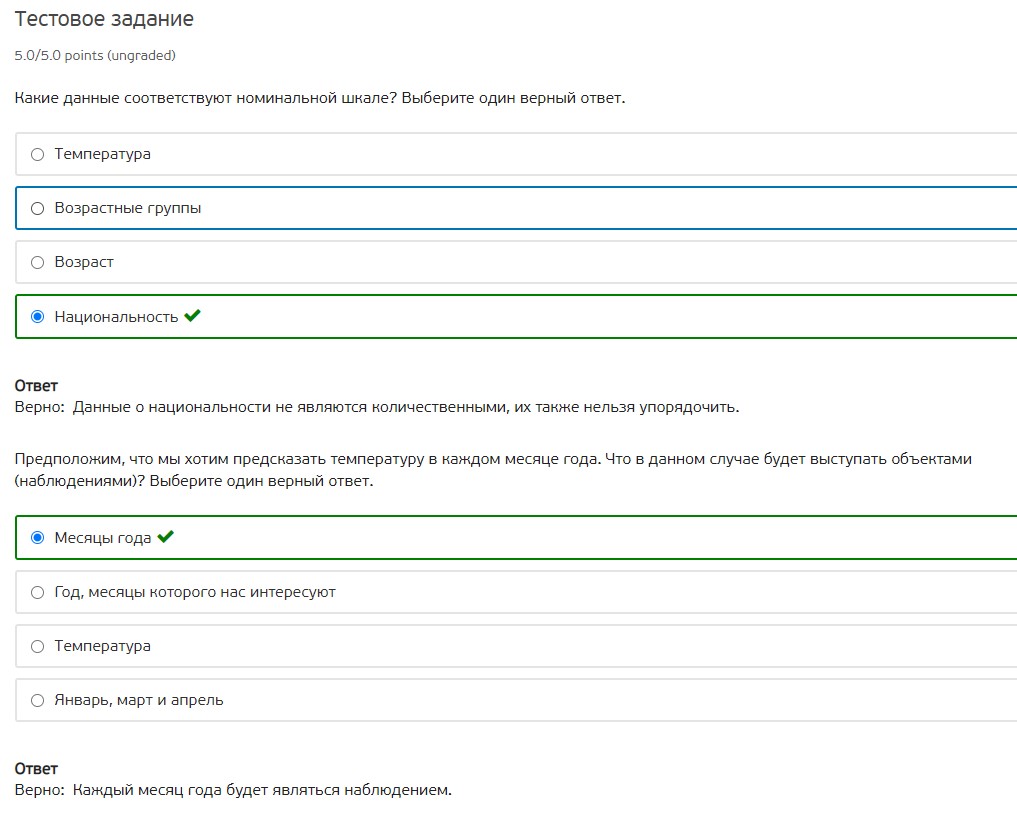 Тестовое задание
5.0/5.0 points (ungraded)
Какие данные соответствуют номинальной шкале? Выберите один верный ответ.
Температура
Возрастные группы
Возраст
Национальность
Ответ
Верно: Данные о национальности не являются количественными, их также нельзя упорядочить.
Предположим, что мы хотим предсказать температуру в каждом месяце года. Что в данном случае будет выступать объектами
(наблюдениями)? Выберите один верный ответ.
Месяцы года
Год, месяцы которого нас интересуют
Температура
Январь, март и апрель
Ответ
Верно: Каждый месяц года будет являться наблюдением.